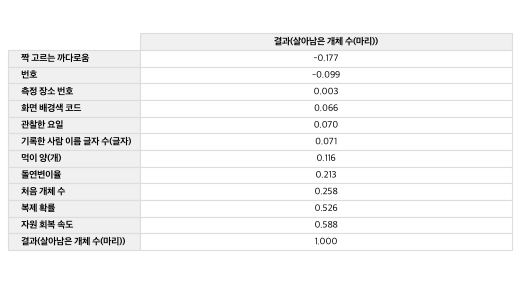 결과(살아남은 개체 수(마리))
짝 고르는 까다로움 -0.177
번호 -0.099
측정 장소 번호 0.003
화면 배경색 코드 0.066
관찰한 요일 0.070
기록한 사람 이름 글자 수(글자) 0.071
먹이 양(개) 0.116
돌연변이율 0.213
처음 개체 수 0.258
복제 확률 0.526
자원 회복 속도 0.588
결과(살아남은 개체 수(마리)) 1.000